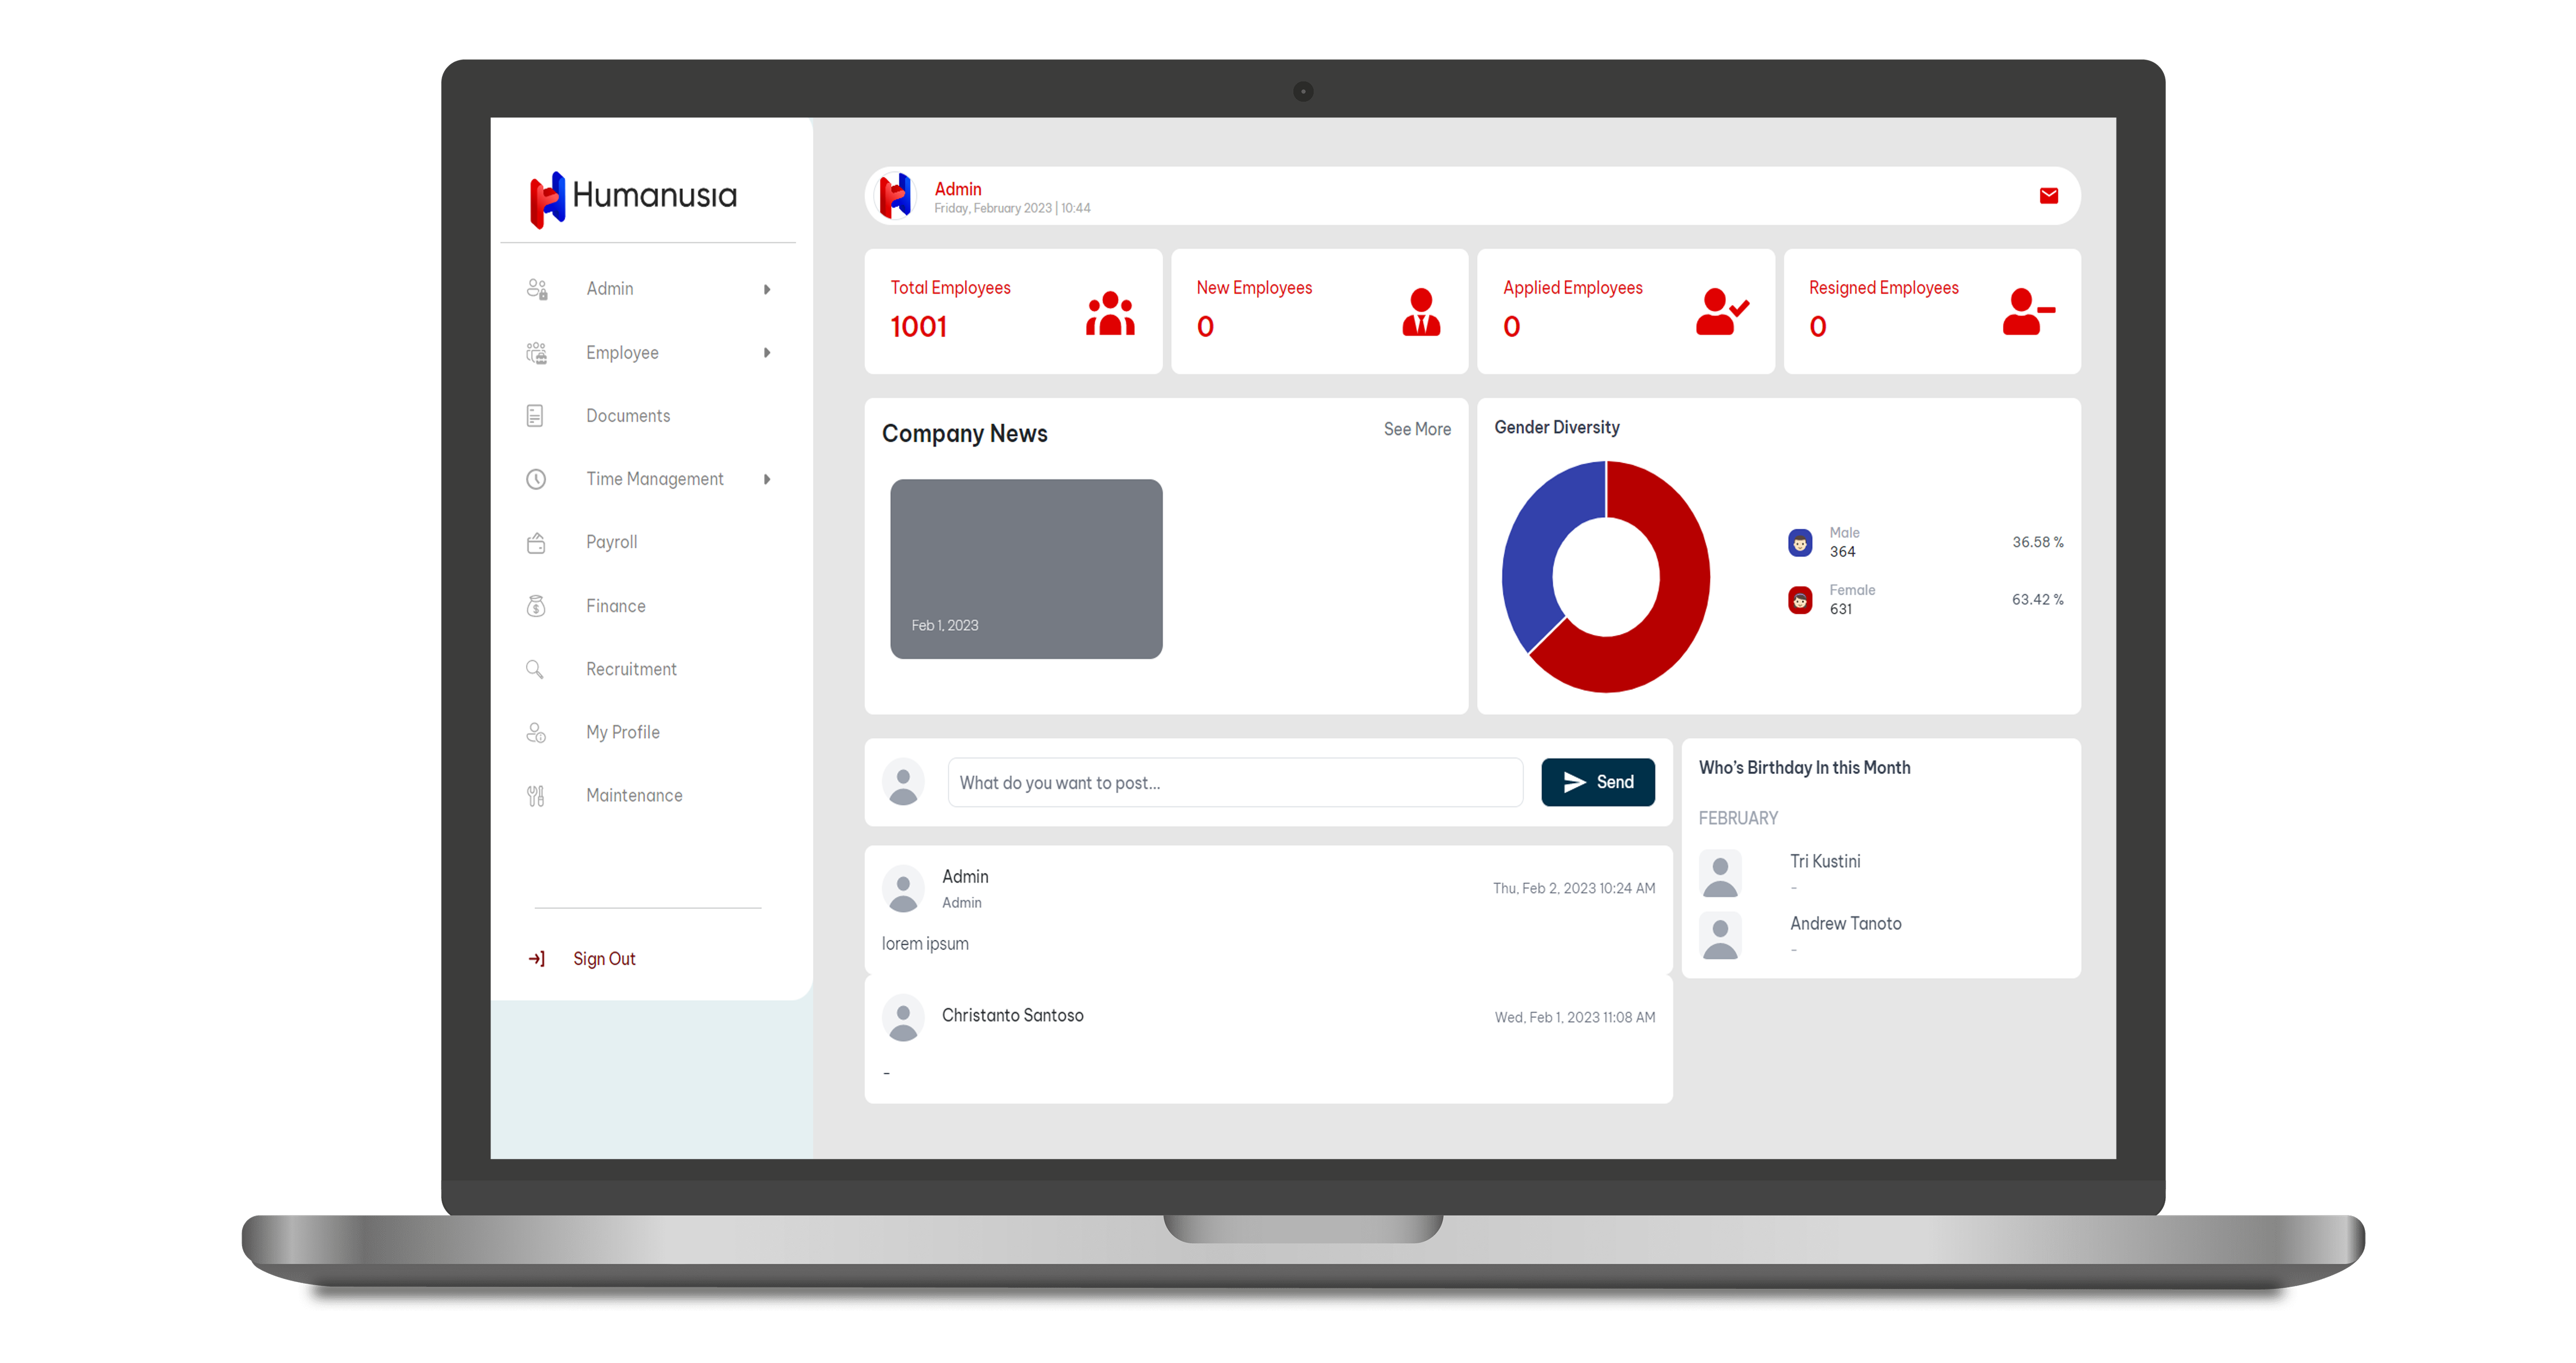 Humanusia
Admin
Employee
Documents
Time Management
Payroll
Finance
Recruitment
My Profile
Maintenance
Sign Out
Admin
Friday, February 2023 | 10:44
Total Employees
1001
New Employees
0
Applied Employees
0
Resigned Employees
0
Company News
See More
Feb 1, 2023
Gender Diversity
Male
364
36.58 %
Female
631
63.42 %
What do you want to post...
Send
Admin
Admin
Thu, Feb 2, 2023 10:24 AM
lorem ipsum
Christanto Santoso
Wed, Feb 1, 2023 11:08 AM
-
Who's Birthday In this Month
FEBRUARY
Tri Kustini
-
Andrew Tanoto
-